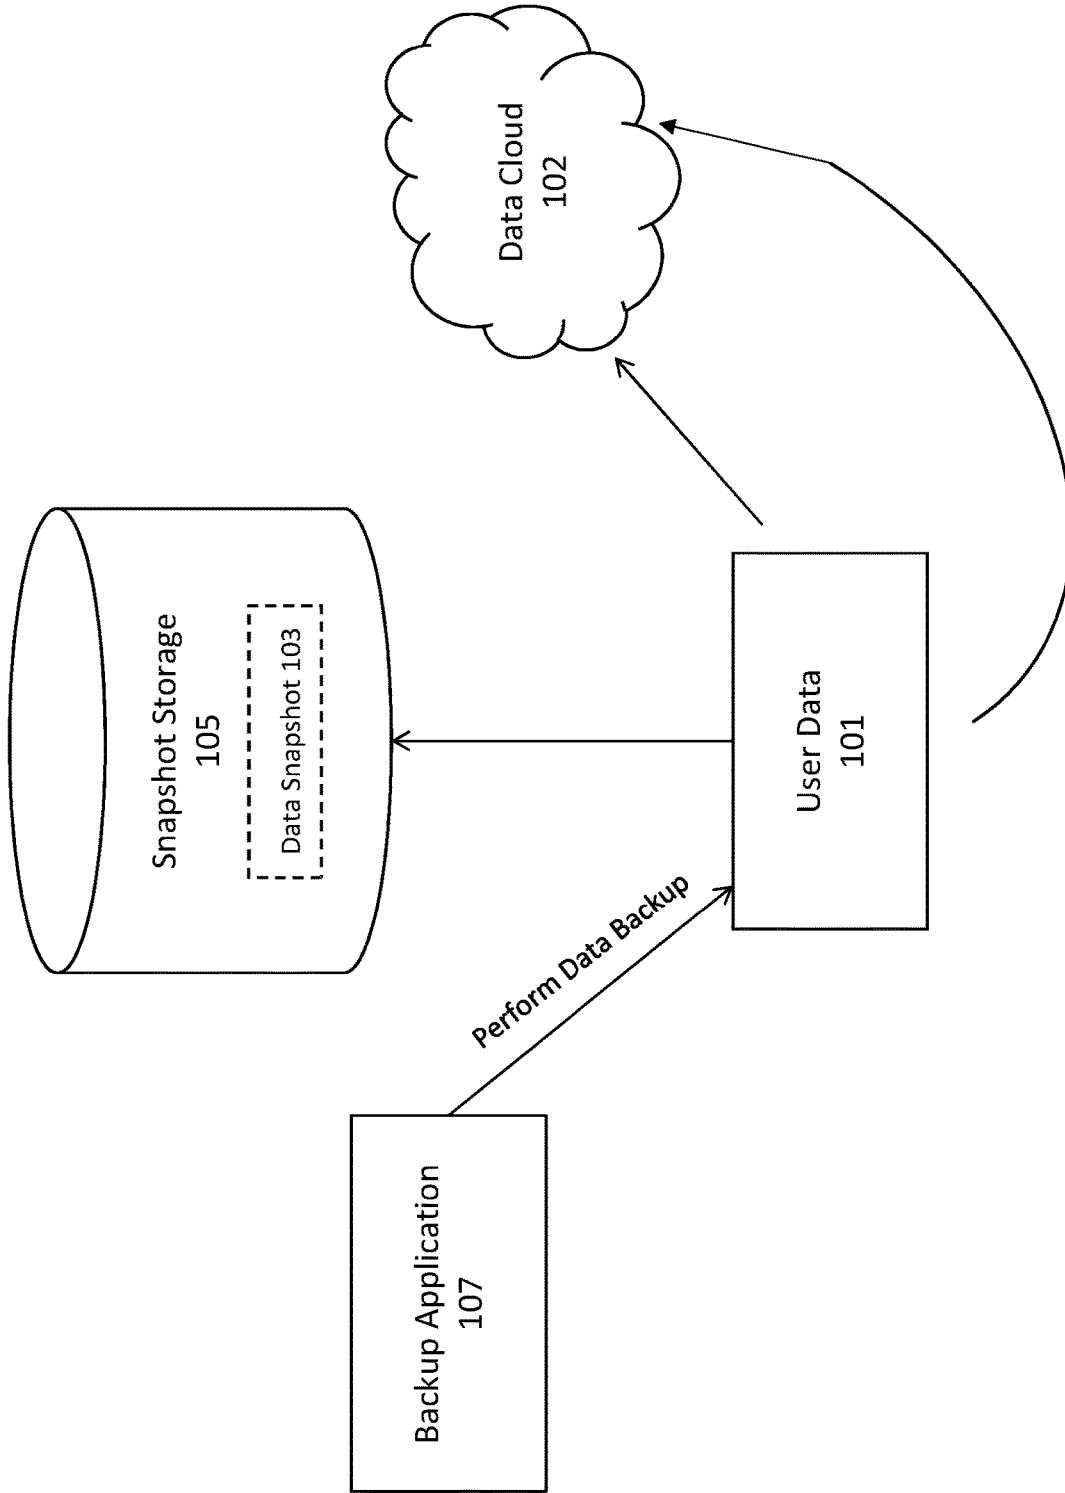 Snapshot Storage
105
Data Snapshot 103
Data Cloud
102
Perform Data Backup
Backup Application
107
User Data
101